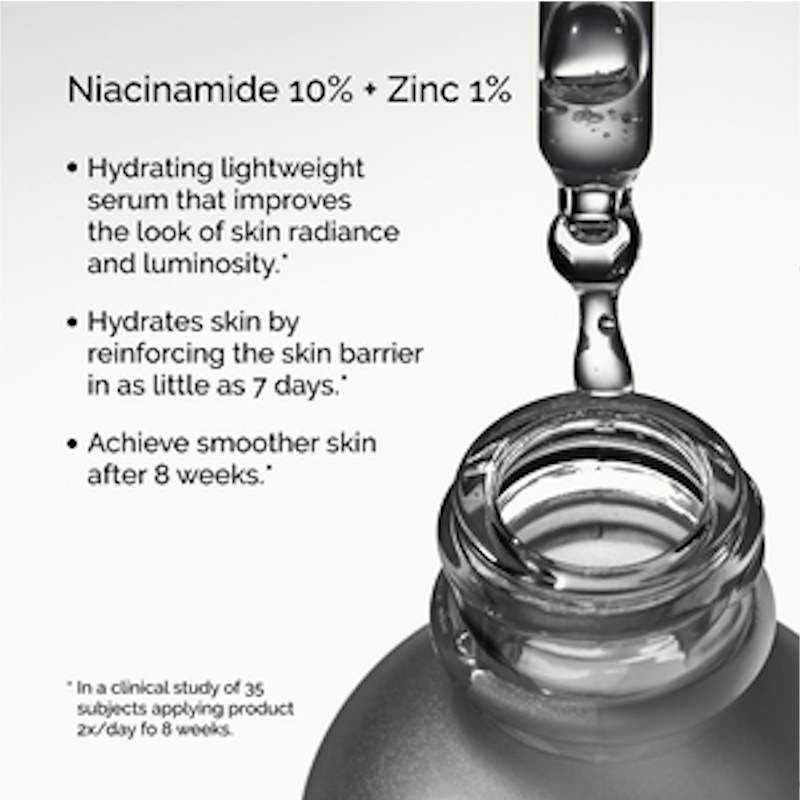 Niacinamide 10% + Zinc 1%
• Hydrating lightweight
serum that improves
the look of skin radiance
and luminosity.*
• Hydrates skin by
reinforcing the skin barrier
in as little as 7 days.*
• Achieve smoother skin
after 8 weeks.*
* In a clinical study of 35
subjects applying product
2x/day fo 8 weeks.